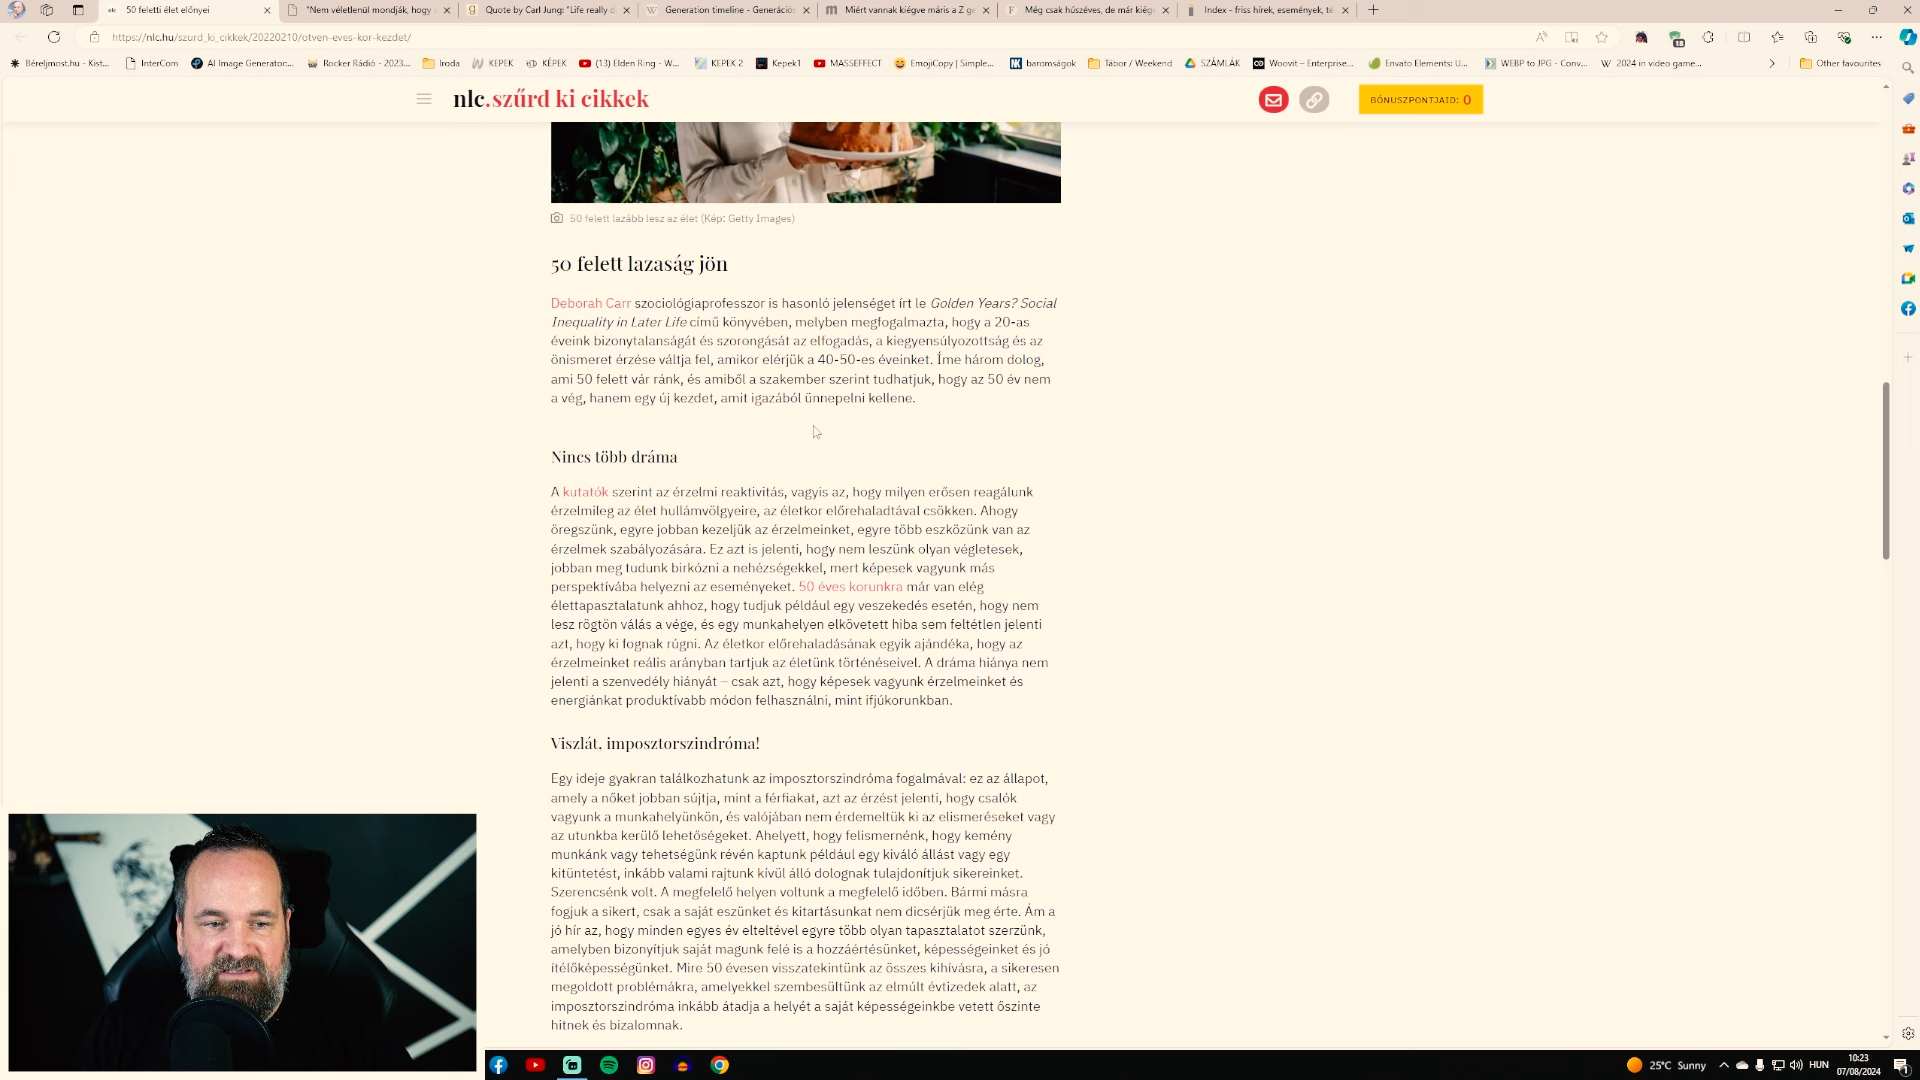 50 feletti élet előnyei
"Nem véletlenül mondják, hogy
Quote by Carl Jung: "Life really d
Generation timeline - Generációs
Miért vannak kiégve máris a Z ge
Még csak húszéves, de már kiége
Index - friss hírek, események, té
https://nlc.hu/szurd_ki_cikkek/20220210/otven-eves-kor-kezdet/
Béreljmost.hu - Kist...
InterCom
AI Image Generator:...
Rocker Rádió - 2023...
Iroda
KEPEK
KÉPEK
(13) Elden Ring - W...
KEPEK 2
Kepek1
MASSEFFECT
EmojiCopy | Simple...
baromságok
Tábor / Weekend
SZÁMLÁK
Woovit – Enterprise...
Envato Elements: U...
WEBP to JPG - Conv...
2024 in video game...
Other favourites
nlc.szűrd ki cikkek
BÓNUSZPONTJAID: 0
50 felett lazább lesz az élet (Kép: Getty Images)
50 felett lazaság jön
Deborah Carr szociológiaprofesszor is hasonló jelenséget írt le Golden Years? Social
Inequality in Later Life című könyvében, melyben megfogalmazta, hogy a 20-as
éveink bizonytalanságát és szorongását az elfogadás, a kiegyensúlyozottság és az
önismeret érzése váltja fel, amikor elérjük a 40-50-es éveinket. Íme három dolog,
ami 50 felett vár ránk, és amiből a szakember szerint tudhatjuk, hogy az 50 év nem
a vég, hanem egy új kezdet, amit igazából ünnepelni kellene.
Nincs több dráma
A kutatók szerint az érzelmi reaktivitás, vagyis az, hogy milyen erősen reagálunk
érzelmileg az élet hullámvölgyeire, az életkor előrehaladtával csökken. Ahogy
öregszünk, egyre jobban kezeljük az érzelmeinket, egyre több eszközünk van az
érzelmek szabályozására. Ez azt is jelenti, hogy nem leszünk olyan végletesek,
jobban meg tudunk birkózni a nehézségekkel, mert képesek vagyunk más
perspektívába helyezni az eseményeket. 50 éves korunkra már van elég
élettapasztalatunk ahhoz, hogy tudjuk például egy veszekedés esetén, hogy nem
lesz rögtön válás a vége, és egy munkahelyen elkövetett hiba sem feltétlen jelenti
azt, hogy ki fognak rúgni. Az életkor előrehaladásának egyik ajándéka, hogy az
érzelmeinket reális arányban tartjuk az életünk történéseivel. A dráma hiánya nem
jelenti a szenvedély hiányát – csak azt, hogy képesek vagyunk érzelmeinket és
energiánkat produktívabb módon felhasználni, mint ifjúkorunkban.
Viszlát, imposztorszindróma!
Egy ideje gyakran találkozhatunk az imposztorszindróma fogalmával: ez az állapot,
amely a nőket jobban sújtja, mint a férfiakat, azt az érzést jelenti, hogy csalók
vagyunk a munkahelyünkön, és valójában nem érdemeltük ki az elismeréseket vagy
az utunkba kerülő lehetőségeket. Ahelyett, hogy felismernénk, hogy kemény
munkánk vagy tehetségünk révén kaptunk például egy kiváló állást vagy egy
kitüntetést, inkább valami rajtunk kívül álló dolognak tulajdonítjuk sikereinket.
Szerencsénk volt. A megfelelő helyen voltunk a megfelelő időben. Bármi másra
fogjuk a sikert, csak a saját eszünket és kitartásunkat nem dicsérjük meg érte. Ám a
jó hír az, hogy minden egyes év elteltével egyre több olyan tapasztalatot szerzünk,
amelyben bizonyítjuk saját magunk felé is a hozzáértésünket, képességeinket és jó
ítélőképességünket. Mire 50 évesen visszatekintünk az összes kihívásra, a sikeresen
megoldott problémákra, amelyekkel szembesültünk az elmúlt évtizedek alatt, az
imposztorszindróma inkább átadja a helyét a saját képességeinkbe vetett őszinte
hitnek és bizalomnak.
25°C Sunny
HUN
10:23
07/08/2024